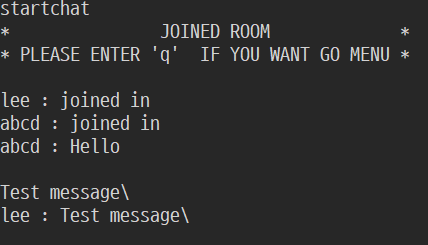 startchat
*               JOINED ROOM             *
* PLEASE ENTER 'q'  IF YOU WANT GO MENU *

lee : joined in
abcd : joined in
abcd : Hello

Test message\
lee : Test message\